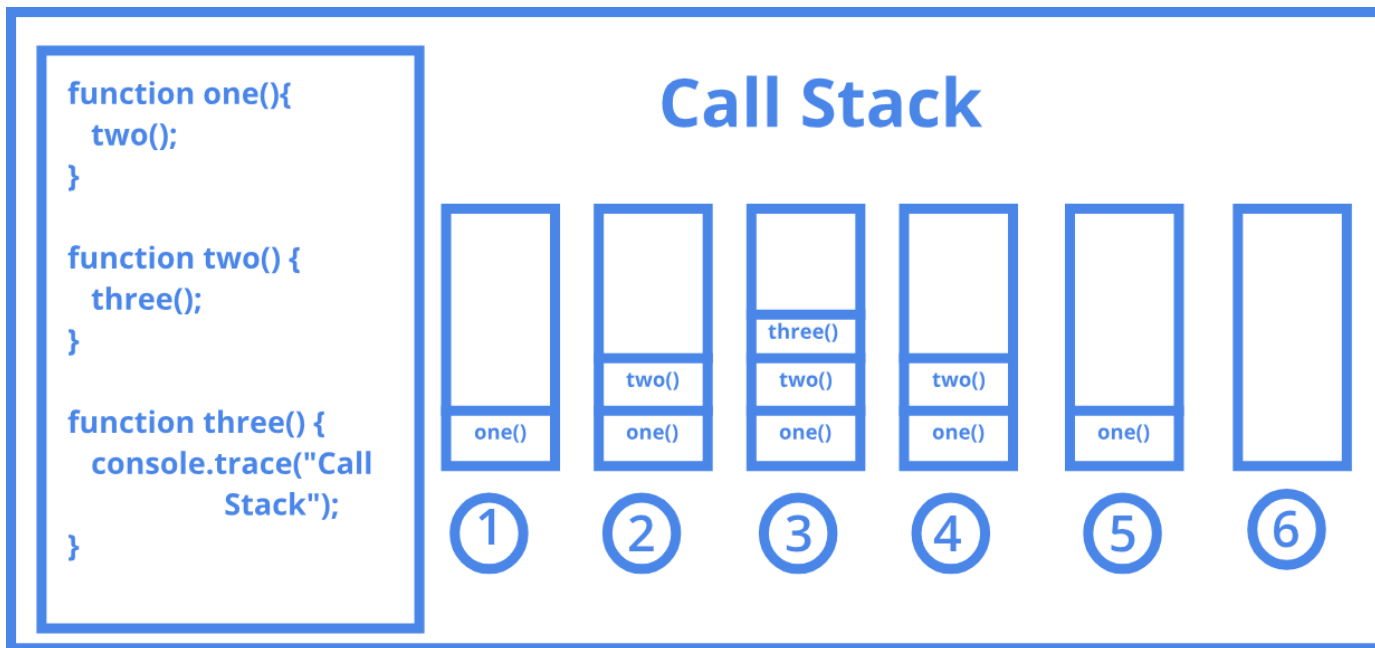 function one(){
two();
}
function two() {
three();
}
function three() {
console.trace("Call
Stack");
}
Call Stack
one()
two()
one()
three()
two()
one()
two()
one()
one()
1
2
3
4
5
6